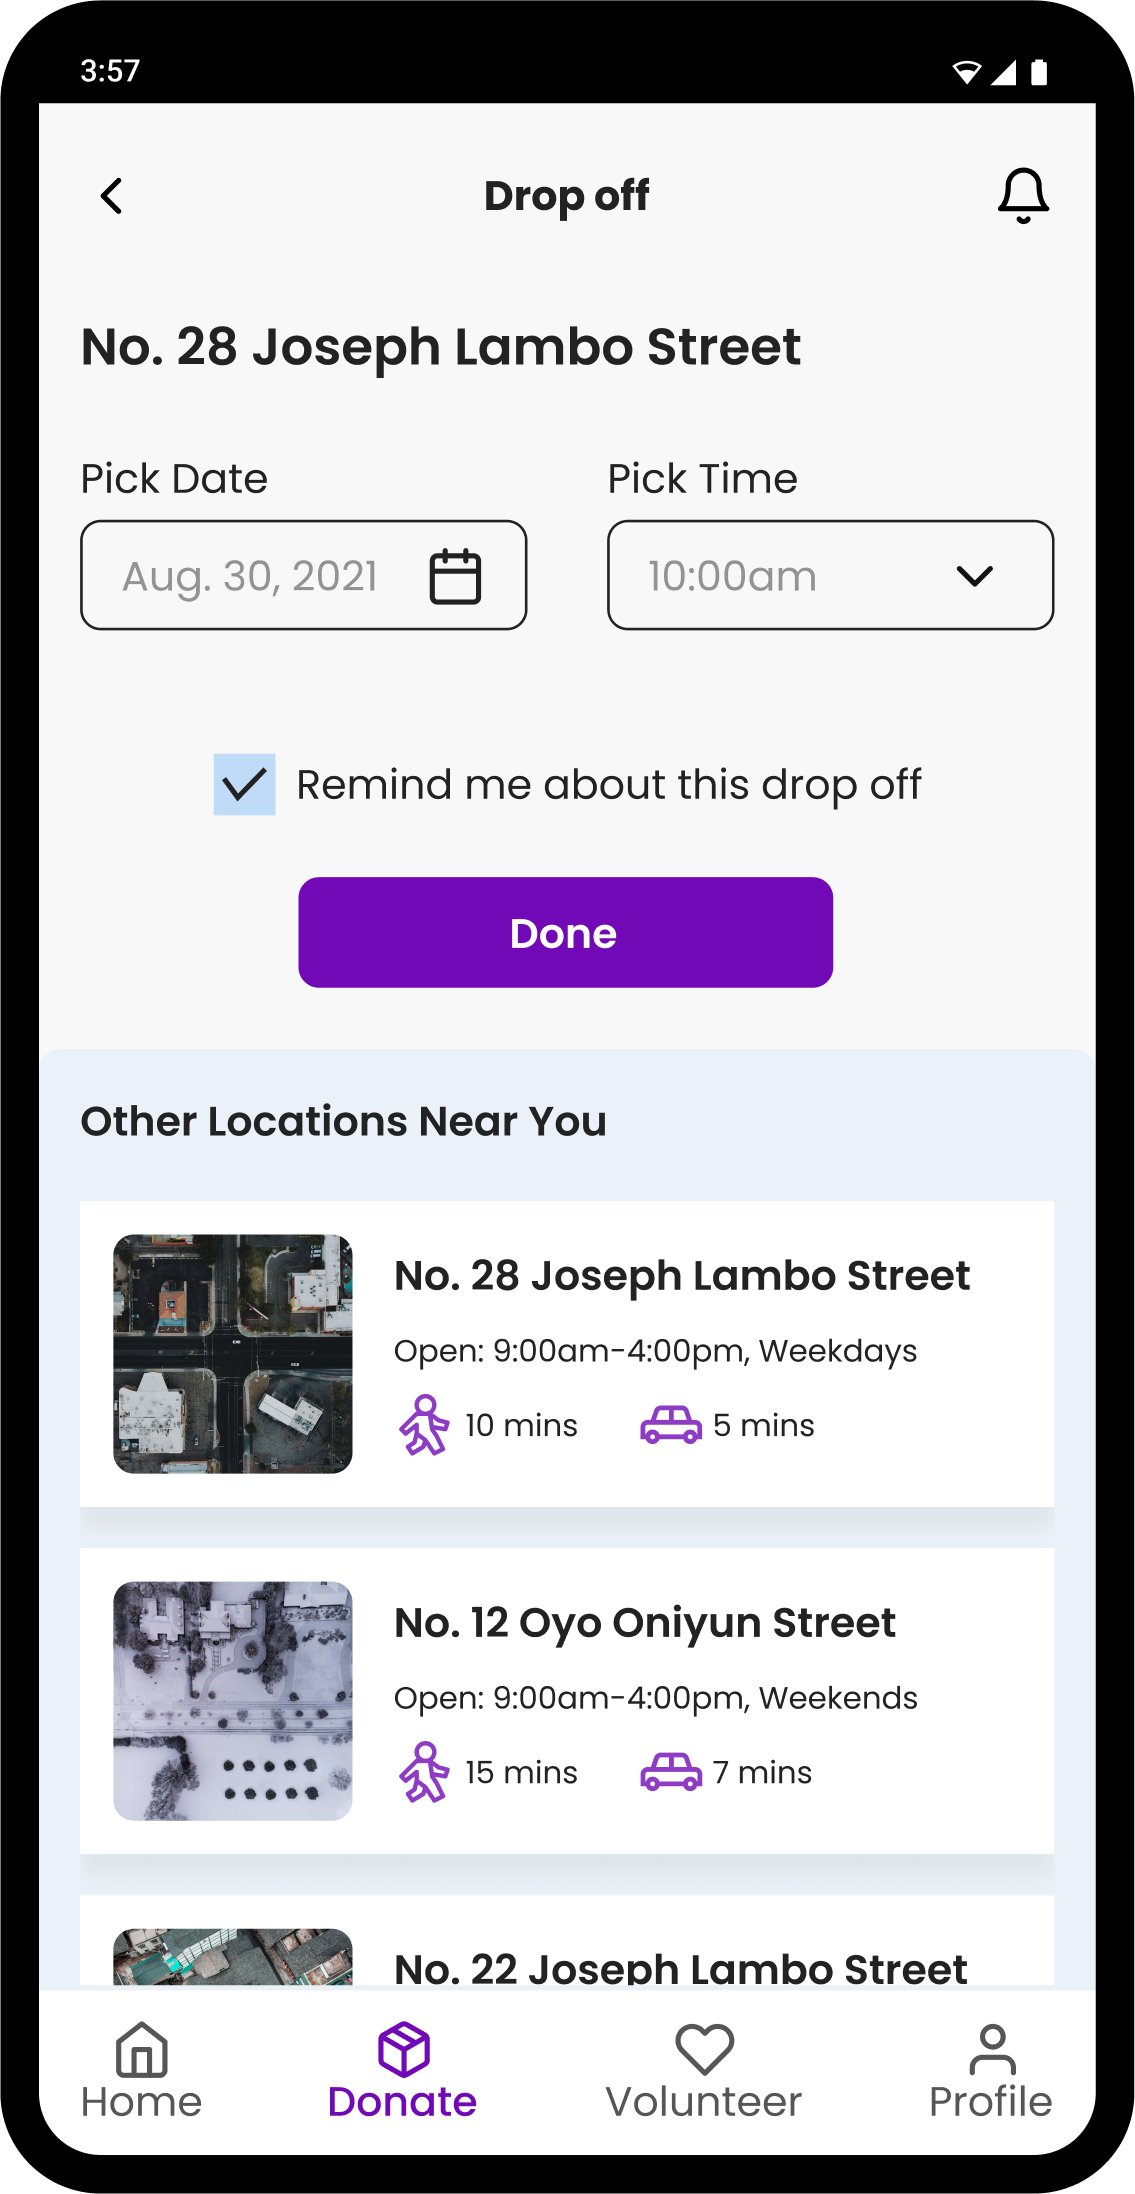 3:57
Drop off
No. 28 Joseph Lambo Street
Pick Date
Pick Time
Aug. 30, 2021
10:00am
Remind me about this drop off
Done
Other Locations Near You
No. 28 Joseph Lambo Street
Open: 9:00am-4:00pm, Weekdays
10 mins
5 mins
No. 12 Oyo Oniyun Street
Open: 9:00am-4:00pm, Weekends
15 mins
7 mins
No. 22 Joseph Lambo Street
Home
Donate
Volunteer
Profile